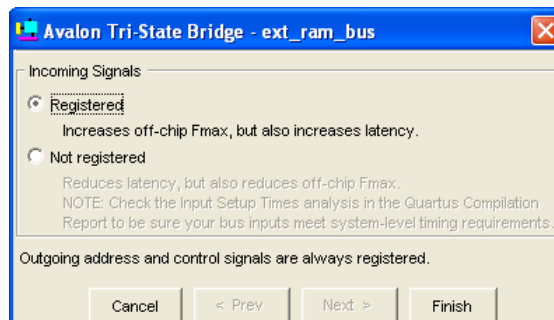 Avalon Tri-State Bridge - ext_ram_bus
Incoming Signals
Registered
Increases off-chip Fmax, but also increases latency.
Not registered
Reduces latency, but also reduces off-chip Fmax.
NOTE: Check the Input Setup Times analysis in the Quartus Compilation
Report to be sure your bus inputs meet system-level timing requirements.
Outgoing address and control signals are always registered.
Cancel < Prev Next > Finish